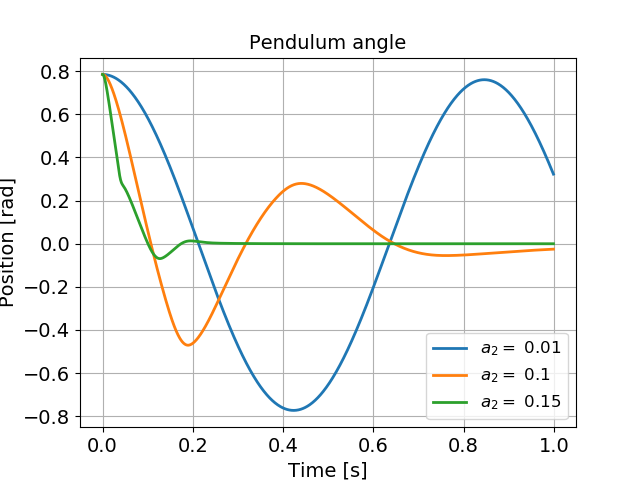 Pendulum angle
Position [rad]
0.8
0.6
0.4
0.2
0.0
−0.2
−0.4
−0.6
−0.8
a₂ = 0.01
a₂ = 0.1
a₂ = 0.15
0.0 0.2 0.4 0.6 0.8 1.0
Time [s]